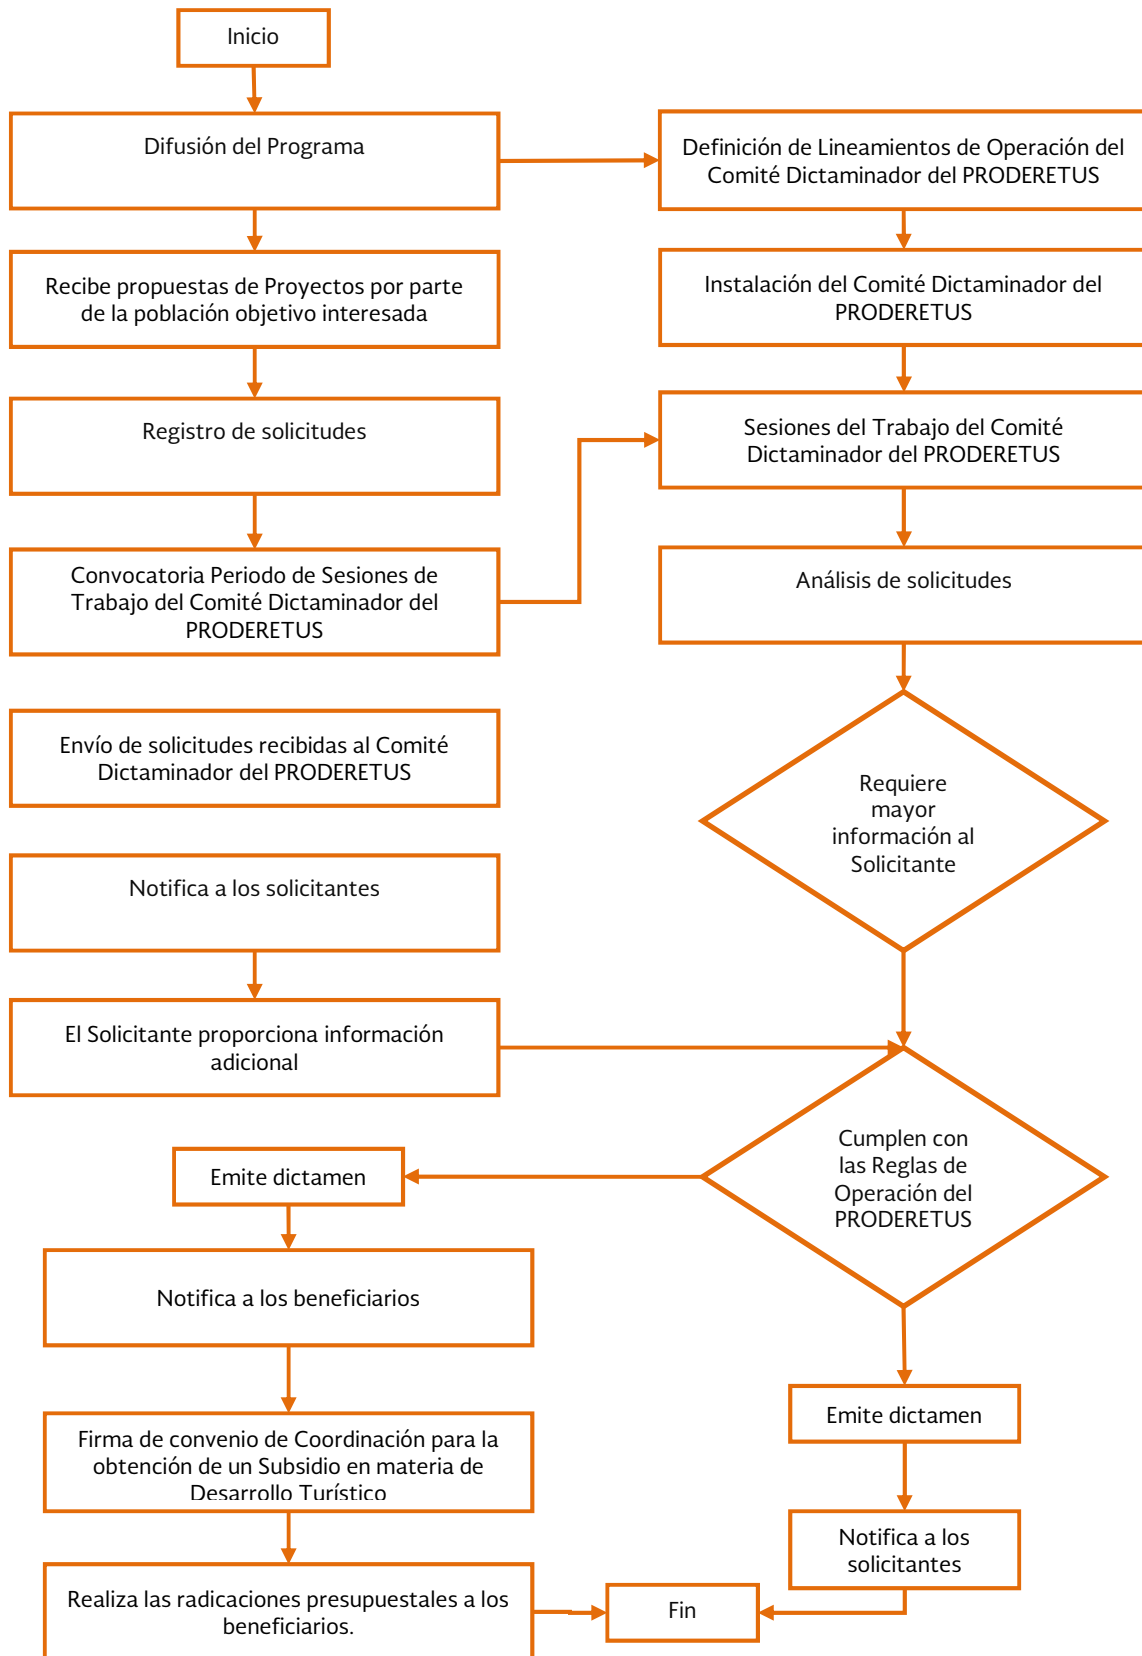 Inicio
Difusión del Programa
Definición de Lineamientos de Operación del
Comité Dictaminador del PRODERETUS
Recibe propuestas de Proyectos por parte
de la población objetivo interesada
Instalación del Comité Dictaminador del
PRODERETUS
Registro de solicitudes
Sesiones del Trabajo del Comité
Dictaminador del PRODERETUS
Convocatoria Periodo de Sesiones de
Trabajo del Comité Dictaminador del
PRODERETUS
Análisis de solicitudes
Envío de solicitudes recibidas al Comité
Dictaminador del PRODERETUS
Requiere
mayor
información al
Solicitante
Notifica a los solicitantes
El Solicitante proporciona información
adicional
Cumplen con
las Reglas de
Operación del
PRODERETUS
Emite dictamen
Notifica a los beneficiarios
Firma de convenio de Coordinación para la
obtención de un Subsidio en materia de
Desarrollo Turístico
Emite dictamen
Notifica a los
solicitantes
Realiza las radicaciones presupuestales a los
beneficiarios.
Fin